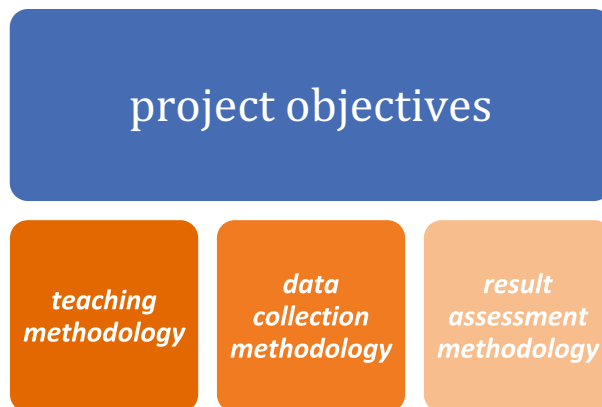 project objectives
teaching
methodology
data
collection
methodology
result
assessment
methodology